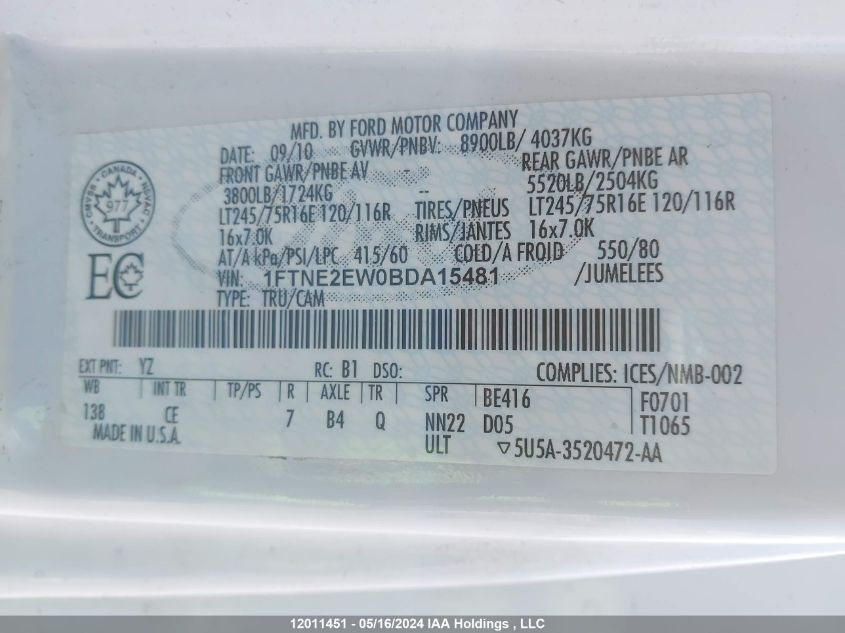 MFD. BY FORD MOTOR COMPANY
DATE: 09/10 GVWR/PNBV: 8900LB/ 4037KG
FRONT GAWR/PNBE AV REAR GAWR/PNBE AR
3800LB/1724KG -- 5520LB/2504KG
LT245/75R16E 120/116R TIRES/PNEUS LT245/75R16E 120/116R
16x7.0K RIMS/JANTES 16x7.0K
AT/A kPa/PSI/LPC 415/60 COLD/A FROID 550/80
VIN: 1FTNE2EW0BDA15481 /JUMELEES
TYPE: TRU/CAM
CANADA
CMVSS NSVAC
977
TRANSPORT
EC
EXT PNT: YZ RC: B1 DSO: COMPLIES: ICES/NMB-002
WB INT TR TP/PS R AXLE TR SPR BE416 F0701
138 CE 7 B4 Q NN22 D05 T1065
MADE IN U.S.A. ULT ▽5U5A-3520472-AA
12011451 - 05/16/2024 IAA Holdings , LLC